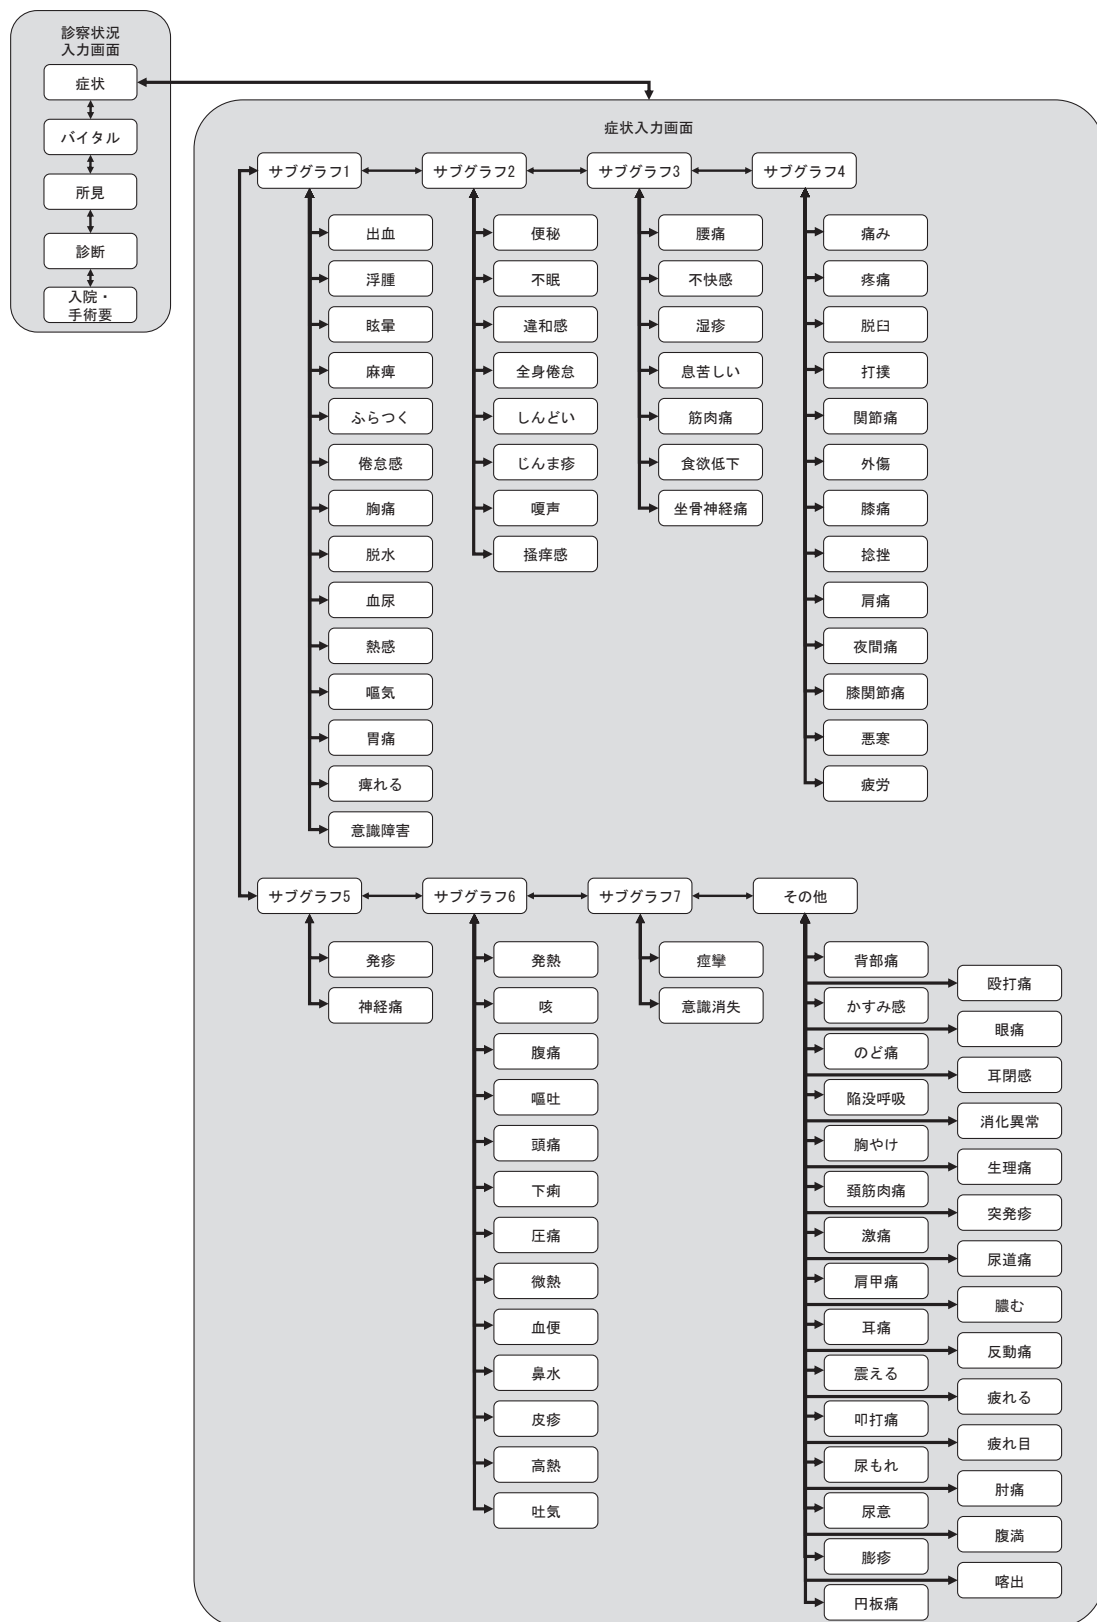 診察状況
入力画面
症状
バイタル
所見
診断
入院・
手術要
症状入力画面
サブグラフ1
サブグラフ2
サブグラフ3
サブグラフ4
出血
浮腫
眩暈
麻痺
ふらつく
倦怠感
胸痛
脱水
血尿
熱感
嘔気
胃痛
痺れる
意識障害
便秘
不眠
違和感
全身倦怠
しんどい
じんま疹
嗄声
掻痒感
腰痛
不快感
湿疹
息苦しい
筋肉痛
食欲低下
坐骨神経痛
痛み
疼痛
脱臼
打撲
関節痛
外傷
膝痛
捻挫
肩痛
夜間痛
膝関節痛
悪寒
疲労
サブグラフ5
サブグラフ6
サブグラフ7
その他
発疹
神経痛
発熱
咳
腹痛
嘔吐
頭痛
下痢
圧痛
微熱
血便
鼻水
皮疹
高熱
吐気
痙攣
意識消失
背部痛
かすみ感
のど痛
陥没呼吸
胸やけ
頚筋肉痛
激痛
肩甲痛
耳痛
震える
叩打痛
尿もれ
尿意
膨疹
円板痛
殴打痛
眼痛
耳閉感
消化異常
生理痛
突発疹
尿道痛
膿む
反動痛
疲れる
疲れ目
肘痛
腹満
喀出